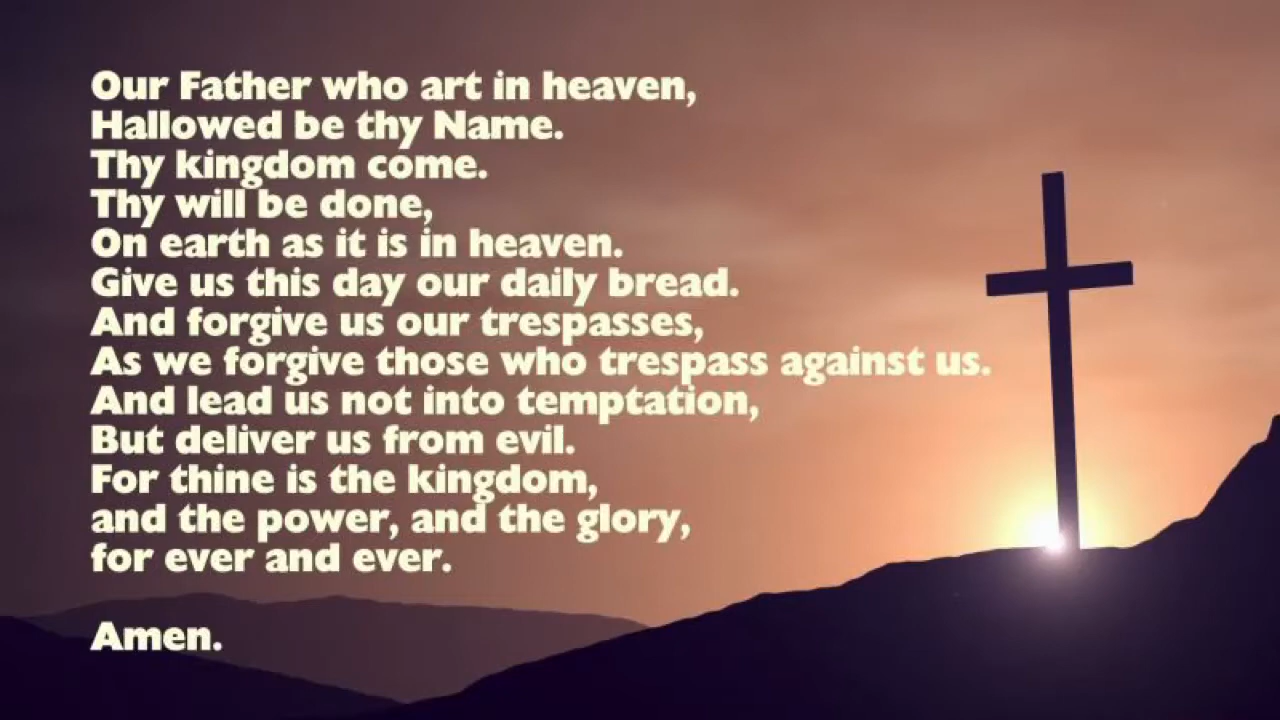 Our Father who art in heaven,
Hallowed be thy Name.
Thy kingdom come.
Thy will be done,
On earth as it is in heaven.
Give us this day our daily bread.
And forgive us our trespasses,
As we forgive those who trespass against us.
And lead us not into temptation,
But deliver us from evil.
For thine is the kingdom,
and the power, and the glory,
for ever and ever.
Amen.